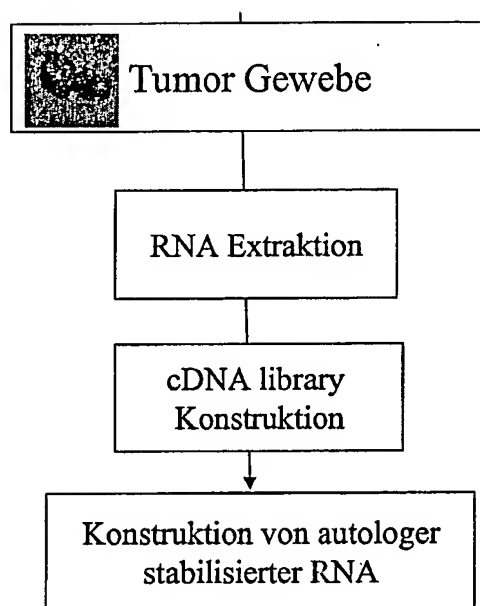 Tumor Gewebe
RNA Extraktion
cDNA library
Konstruktion
Konstruktion von autologer
stabilisierter RNA